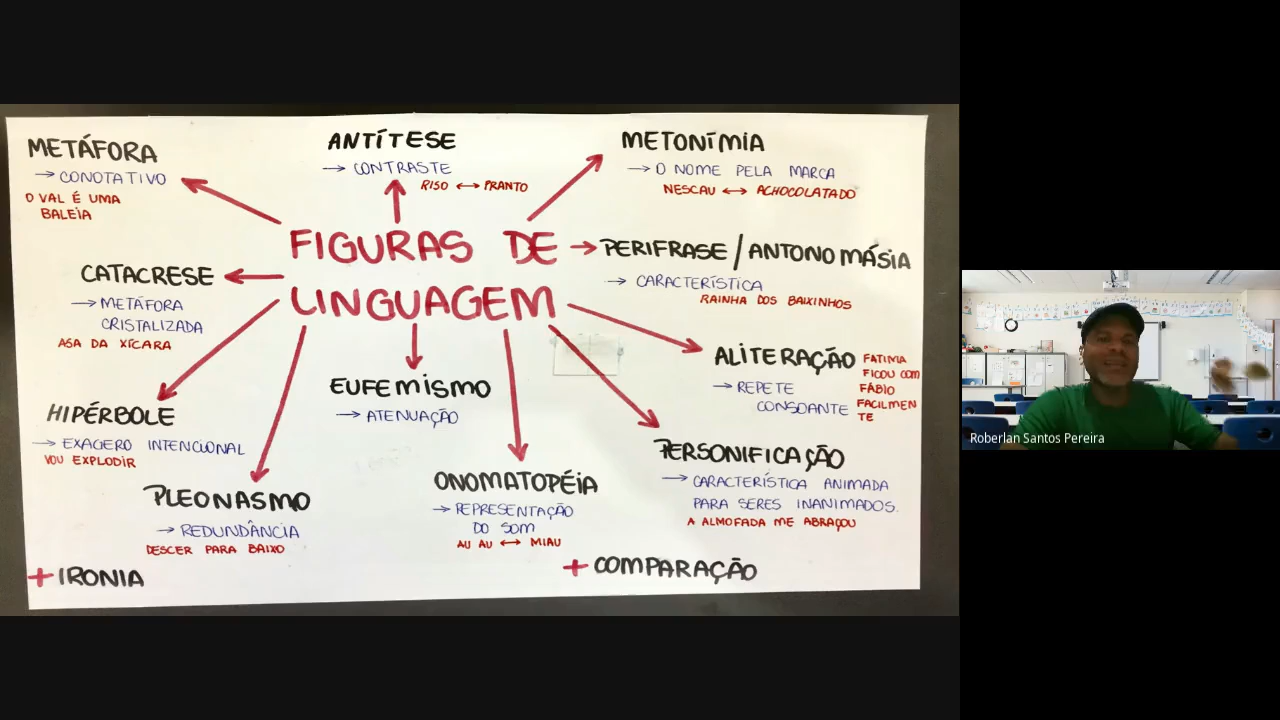 METÁFORA
→ CONOTATIVO
O VAL É UMA
BALEIA
ANTÍTESE
→ CONTRASTE
RISO ↔ PRANTO
METONÍMIA
→ O NOME PELA MARCA
NESCAU ↔ ACHOCOLATADO
FIGURAS DE
LINGUAGEM
PERIFRASE / ANTONOMÁSIA
→ CARACTERÍSTICA
RAINHA DOS BAIXINHOS
CATACRESE
→ METÁFORA
CRISTALIZADA
ASA DA XÍCARA
ALITERAÇÃO
→ REPETE
CONSOANTE
FATIMA
FICOU COM
FÁBIO
FACILMEN
TE
EUFEMISMO
→ ATENUAÇÃO
HIPÉRBOLE
→ EXAGERO INTENCIONAL
VOU EXPLODIR
PERSONIFICAÇÃO
→ CARACTERÍSTICA ANIMADA
PARA SERES INANIMADOS.
A ALMOFADA ME ABRAÇOU
PLEONASMO
→ REDUNDÂNCIA
DESCER PARA BAIXO
ONOMATOPÉIA
→ REPRESENTAÇÃO
DO SOM
AU AU ↔ MIAU
+ IRONIA
+ COMPARAÇÃO
Roberlan Santos Pereira